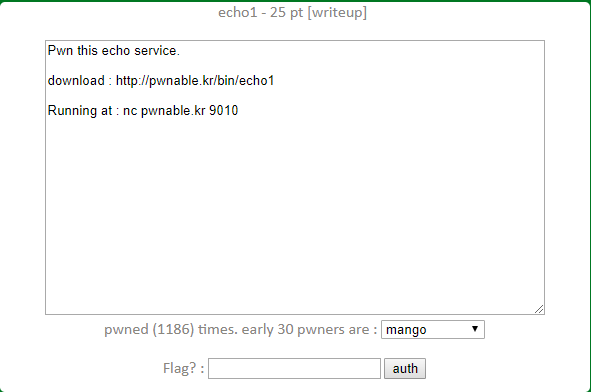 echo1 - 25 pt [writeup]
Pwn this echo service.
download : http://pwnable.kr/bin/echo1
Running at : nc pwnable.kr 9010
pwned (1186) times. early 30 pwners are : mango
Flag? : auth